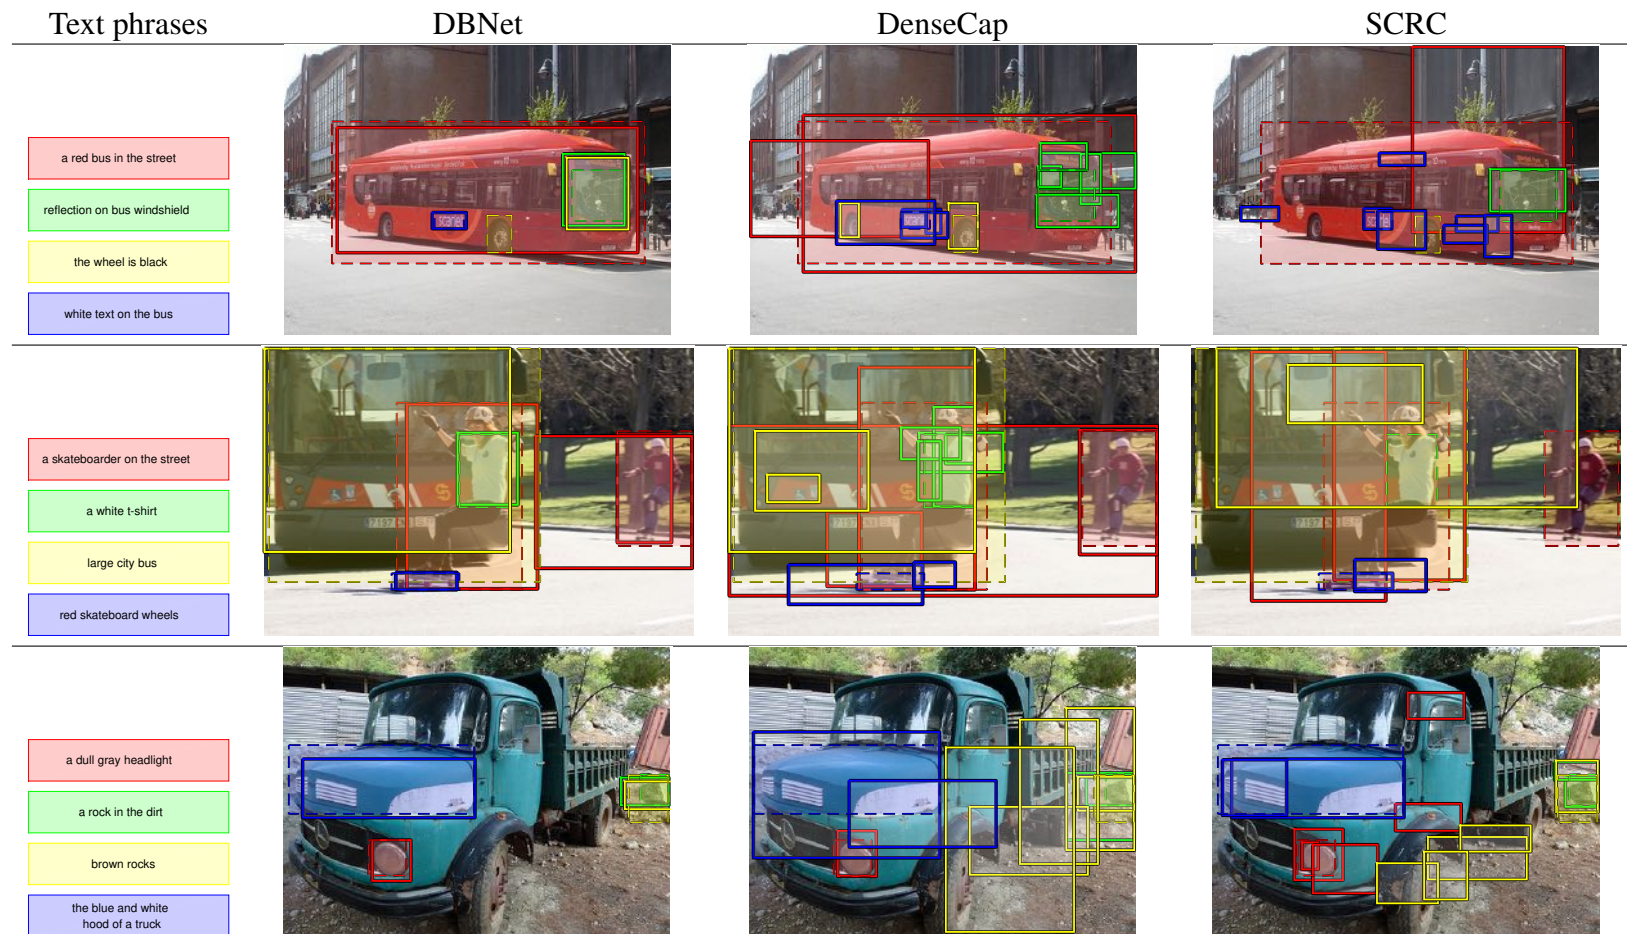 Text phrases DBNet DenseCap SCRC
a red bus in the street
reflection on bus windshield
the wheel is black
white text on the bus
a skateboarder on the street
a white t-shirt
large city bus
red skateboard wheels
a dull gray headlight
a rock in the dirt
brown rocks
the blue and white
hood of a truck